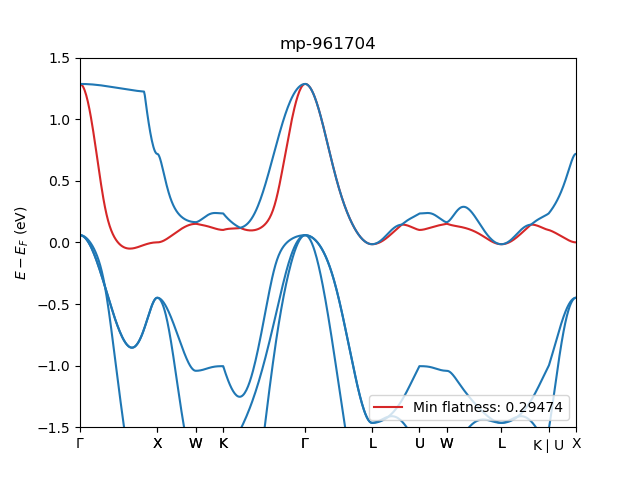 mp-961704
E − E_F (eV)
1.5
1.0
0.5
0.0
−0.5
−1.0
−1.5
Min flatness: 0.29474
Γ X W K Γ L U W L K | U X